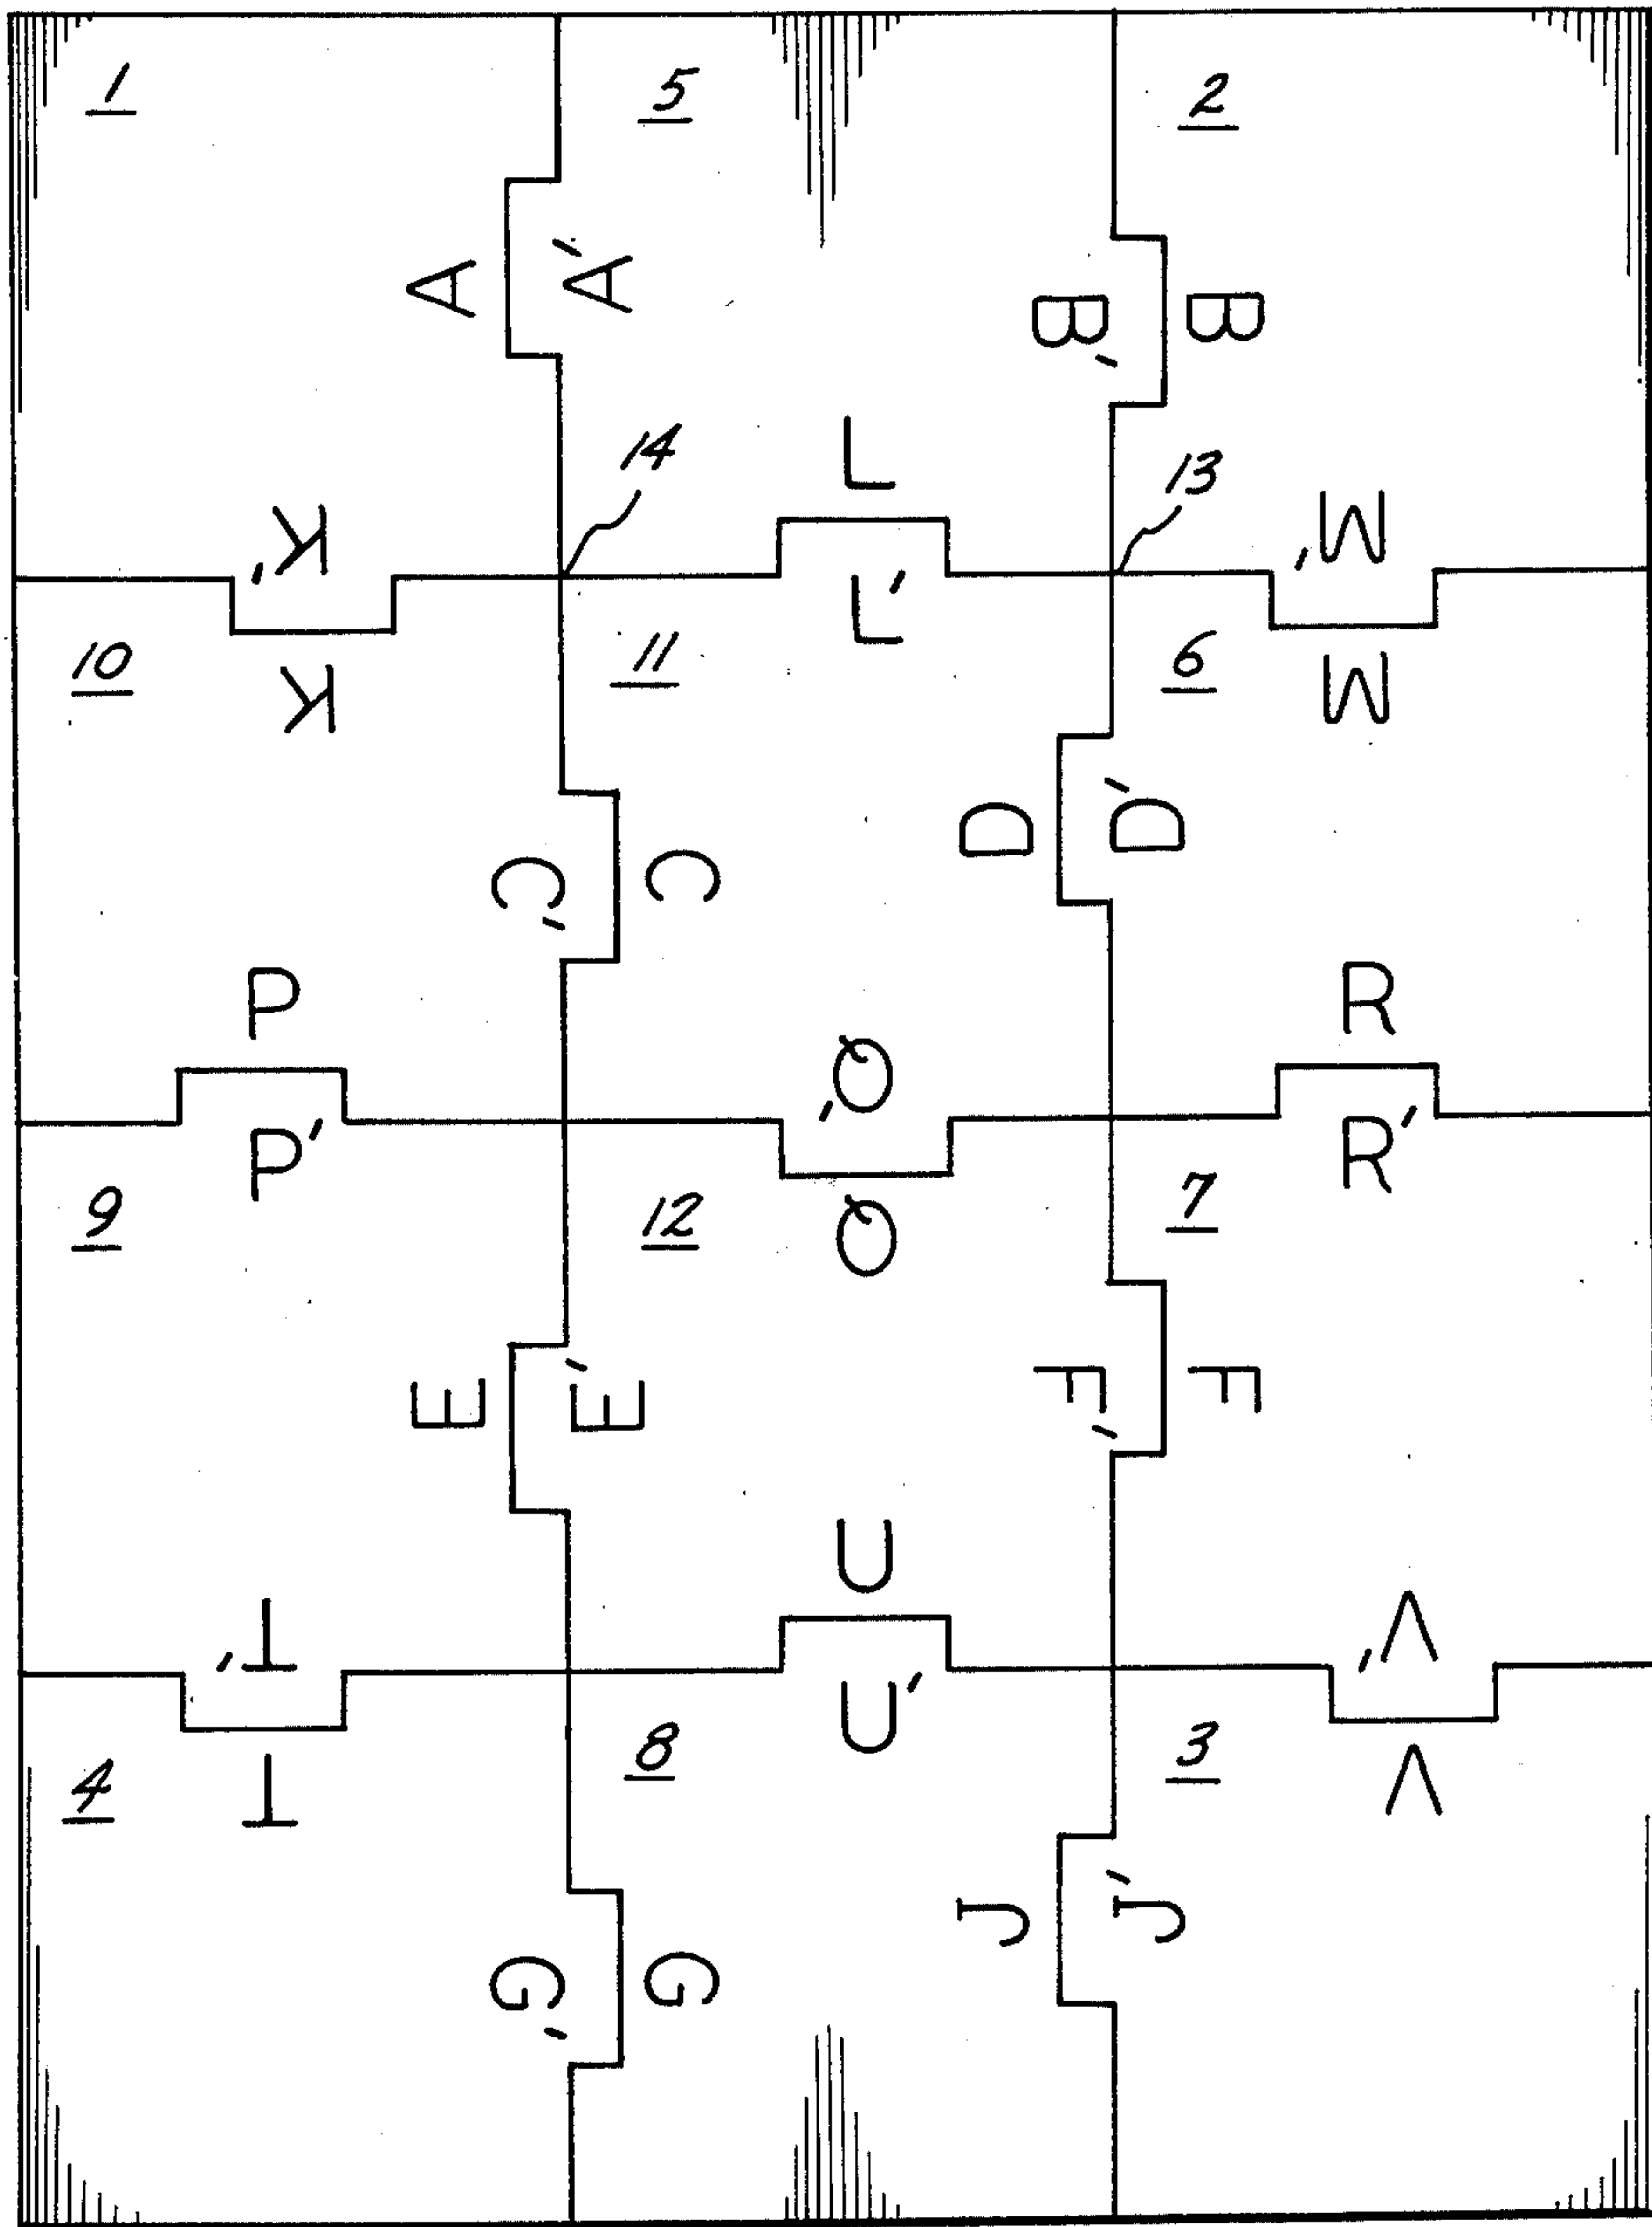 1 5 2
A A' B' B
14 L 13
K' L' M'
10 K 11 6 M
C' C D D'
P Q' R
9 P' 12 Q 7 R'
E E' F' F
T' U V'
4 T 8 U' 3 V
G' G J J'